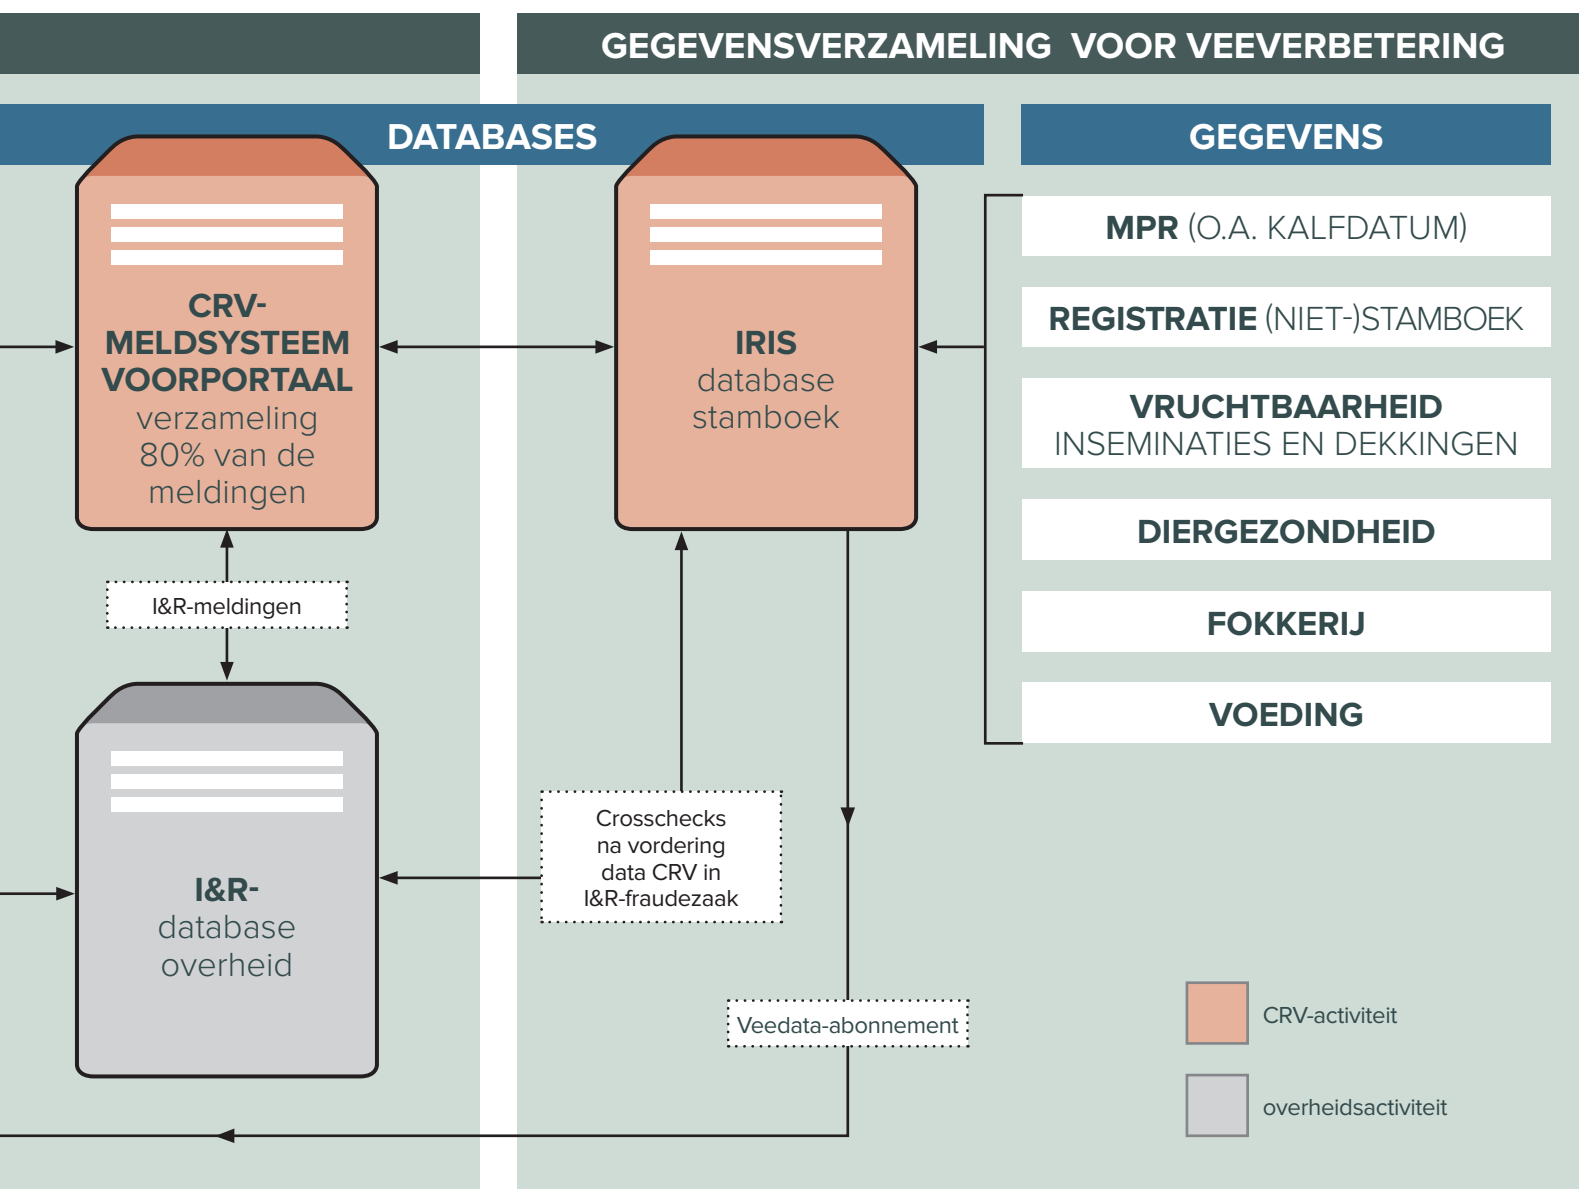 GEGEVENSVERZAMELING VOOR VEEVERBETERING
DATABASES
GEGEVENS
CRV-
MELDSYSTEEM
VOORPORTAAL
verzameling
80% van de
meldingen
IRIS
database
stamboek
MPR (O.A. KALFDATUM)
REGISTRATIE (NIET-)STAMBOEK
VRUCHTBAARHEID
INSEMINATIES EN DEKKINGEN
DIERGEZONDHEID
FOKKERIJ
VOEDING
I&R-meldingen
I&R-
database
overheid
Crosschecks
na vordering
data CRV in
I&R-fraudezaak
Veedata-abonnement
CRV-activiteit
overheidsactiviteit